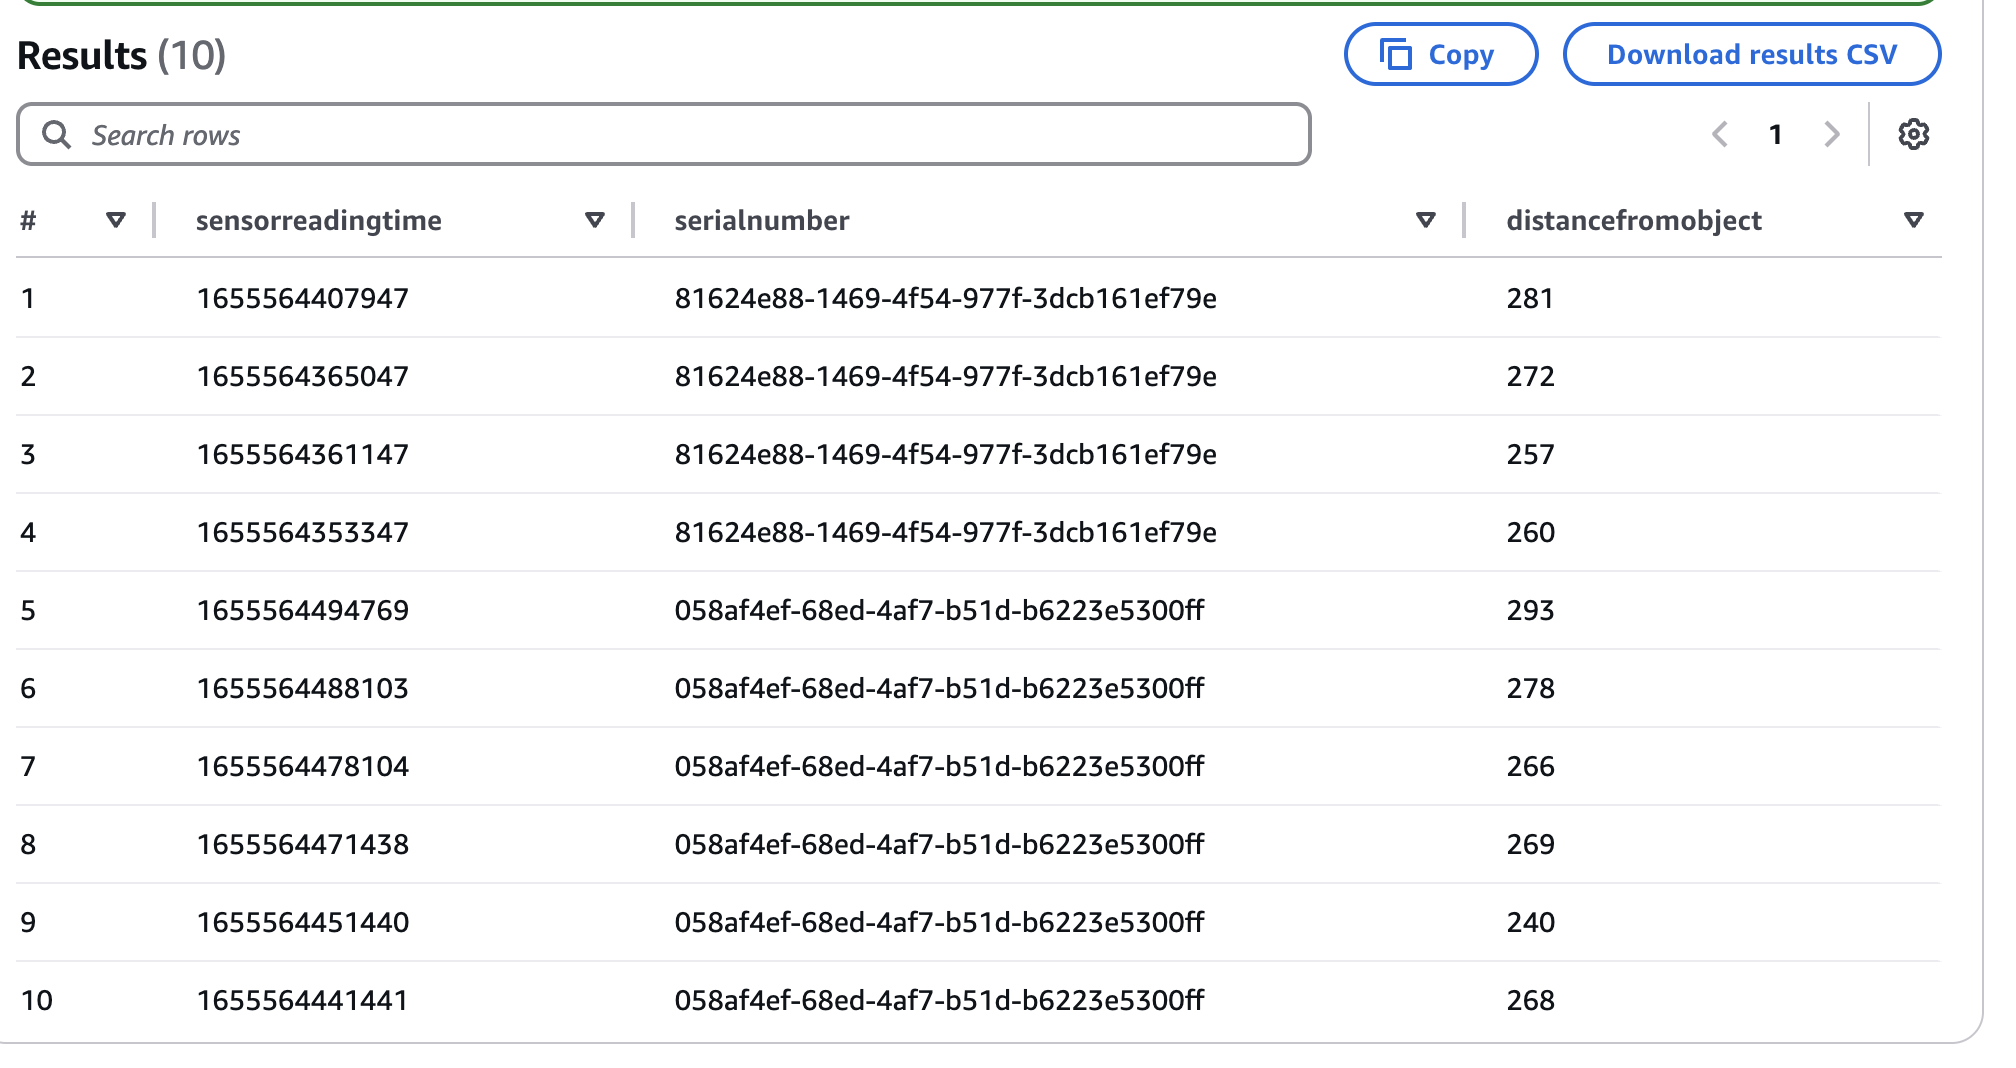 Results (10)
Copy
Download results CSV
Search rows
1
# sensorreadingtime serialnumber distancefromobject
1 1655564407947 81624e88-1469-4f54-977f-3dcb161ef79e 281
2 1655564365047 81624e88-1469-4f54-977f-3dcb161ef79e 272
3 1655564361147 81624e88-1469-4f54-977f-3dcb161ef79e 257
4 1655564353347 81624e88-1469-4f54-977f-3dcb161ef79e 260
5 1655564494769 058af4ef-68ed-4af7-b51d-b6223e5300ff 293
6 1655564488103 058af4ef-68ed-4af7-b51d-b6223e5300ff 278
7 1655564478104 058af4ef-68ed-4af7-b51d-b6223e5300ff 266
8 1655564471438 058af4ef-68ed-4af7-b51d-b6223e5300ff 269
9 1655564451440 058af4ef-68ed-4af7-b51d-b6223e5300ff 240
10 1655564441441 058af4ef-68ed-4af7-b51d-b6223e5300ff 268